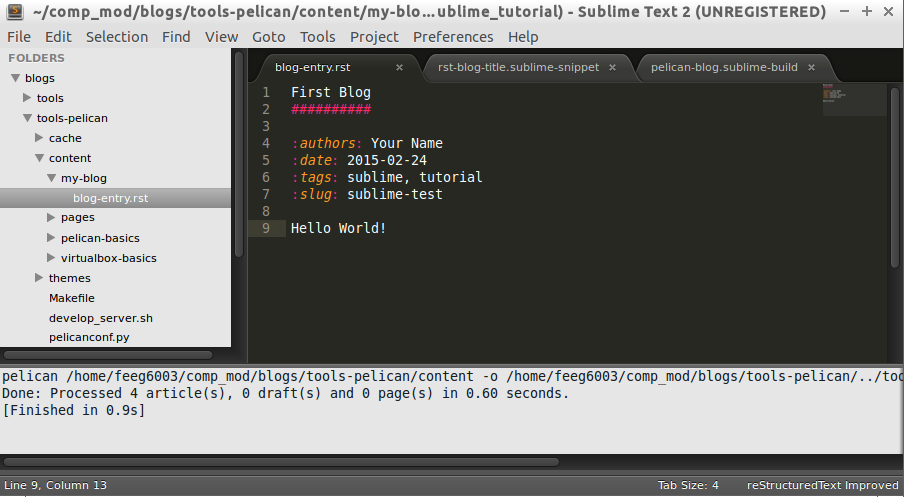 ~/comp_mod/blogs/tools-pelican/content/my-blo...ublime_tutorial) - Sublime Text 2 (UNREGISTERED)
File Edit Selection Find View Goto Tools Project Preferences Help
FOLDERS
blogs
tools
tools-pelican
cache
content
my-blog
blog-entry.rst
pages
pelican-basics
virtualbox-basics
themes
Makefile
develop_server.sh
pelicanconf.py
blog-entry.rst rst-blog-title.sublime-snippet pelican-blog.sublime-build
1 First Blog
2 ##########
3
4 :authors: Your Name
5 :date: 2015-02-24
6 :tags: sublime, tutorial
7 :slug: sublime-test
8
9 Hello World!
pelican /home/feeg6003/comp_mod/blogs/tools-pelican/content -o /home/feeg6003/comp_mod/blogs/tools-pelican/../too
Done: Processed 4 article(s), 0 draft(s) and 0 page(s) in 0.60 seconds.
[Finished in 0.9s]
Line 9, Column 13 Tab Size: 4 reStructuredText Improved